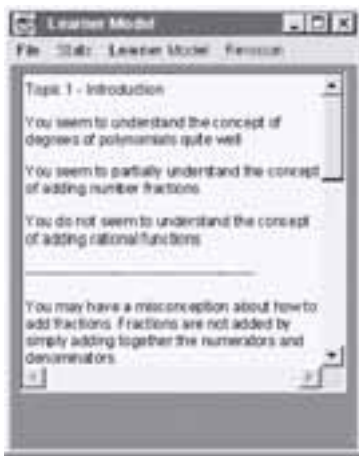 Learner Model
File Stats Learner Model Revision
Topic 1 - Introduction
You seem to understand the concept of
degrees of polynomials quite well
You seem to partially understand the concept
of adding number fractions
You do not seem to understand the concept
of adding rational functions
You may have a misconception about how to
add fractions. Fractions are not added by
simply adding together the numerators and
denominators.